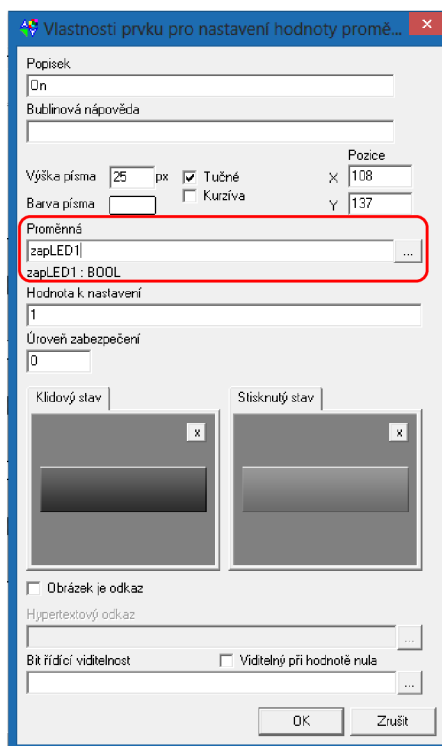 Vlastnosti prvku pro nastavení hodnoty promě...
x
Popisek
On
Bublinová nápověda
Pozice
Výška písma 25 px Tučné X 108
Kurzíva
Barva písma Y 137
Proměnná
zapLED1 ...
zapLED1 : BOOL
Hodnota k nastavení
1
Úroveň zabezpečení
0
Klidový stav Stisknutý stav
x x
Obrázek je odkaz
Hypertextový odkaz
...
Bit řídící viditelnost Viditelný při hodnotě nula
...
OK Zrušit